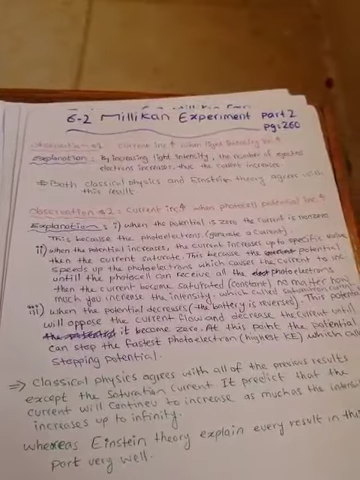 6-2 Millikan Experiment part 2
pg: 260
observation #1 current inc↑ when light intensity inc↑
Explanation: By increasing light intensity, the number of ejected
electrons increase, thus the current increases
⇒ Both classical physics and Einstein theory agree with
this result.
observation #2: current inc↑ when photocell potential inc↑
Explanation: i) when the potential is zero the current is nonzero
This because the photoelectrons (generate a current)
ii) when the potential increases, the current increases up to specific value
then the current saturate. This because the potential
speeds up the photoelectrons which causes the current to inc
untill the photocell can receive all the photoelectrons
then the current become saturated (constant) no matter how
much you increase the intensity, which called saturation current
iii) when the potential decreases (the battery is reverses). This potential
will oppose the current flow and decrease the current until
it become zero. At this point the potential
can stop the fastest photoelectron (highest KE) which call
stopping potential.
⇒ classical physics agrees with all of the previous results
except the saturation current It predict that the
current will continue to increase as much as the inten
increases up to infinity.
whereas Einstein theory explain every result in this
part very well.